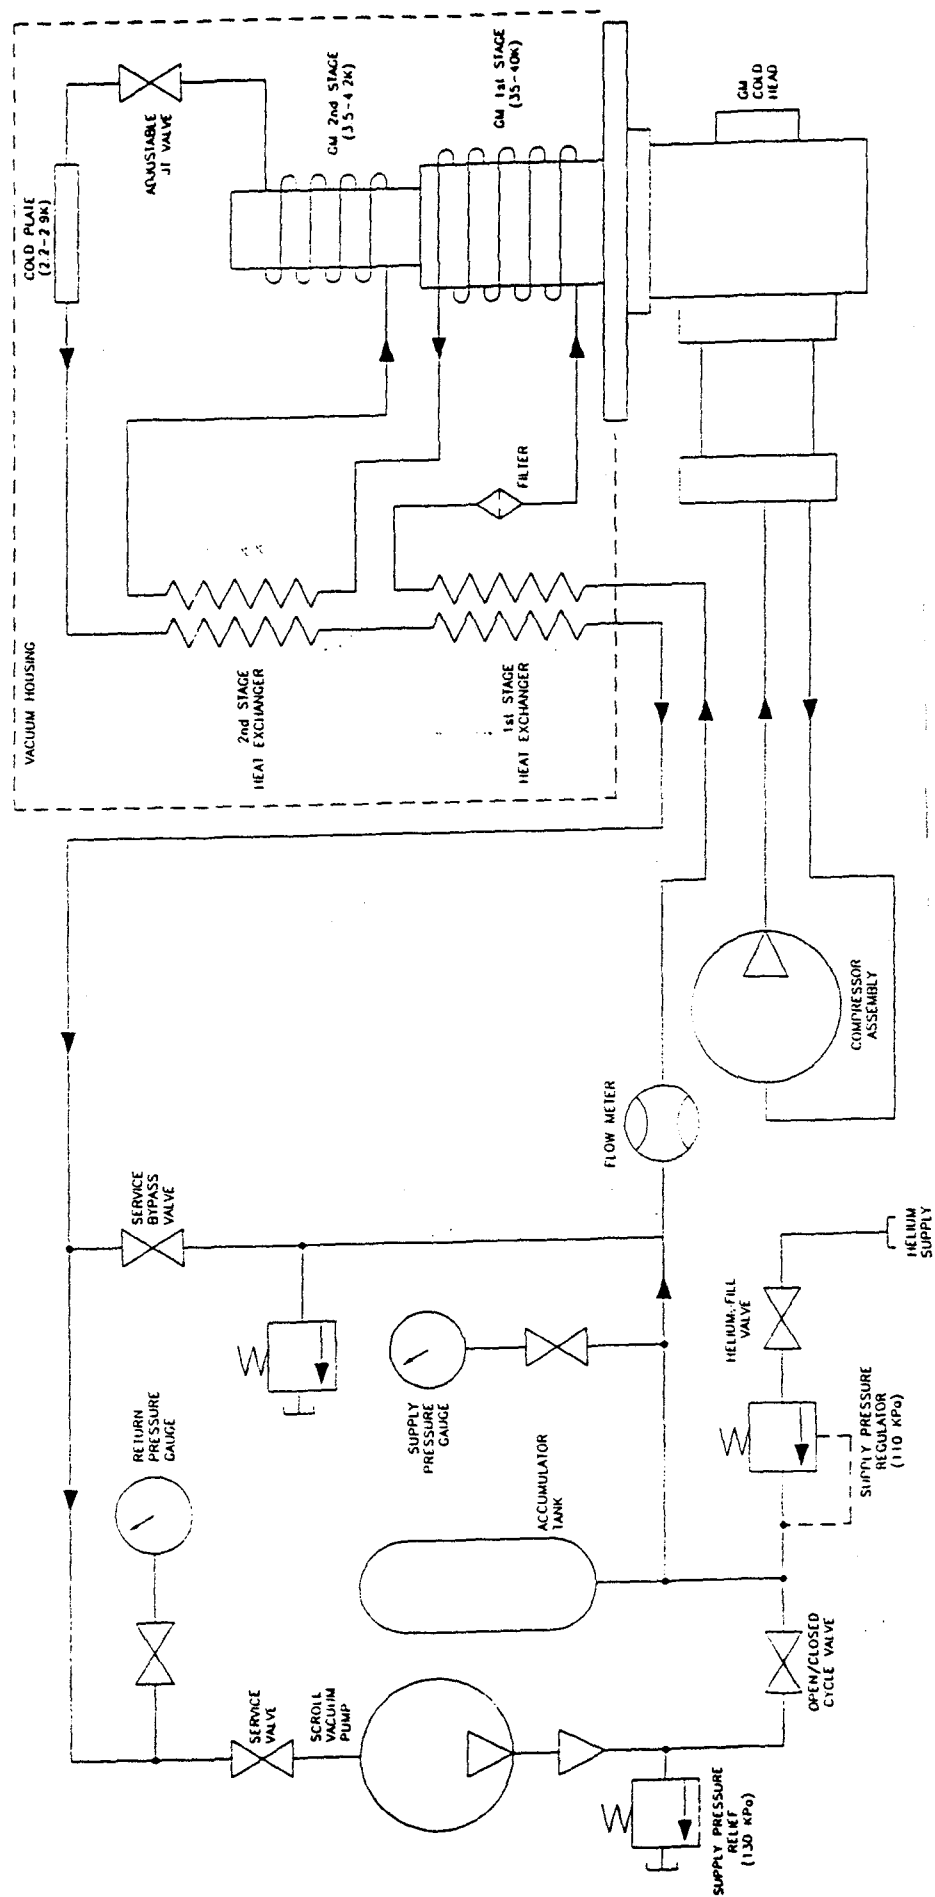 VACUUM HOUSING
COLD PLATE
(2.2-2.9K)
ADJUSTABLE
JT VALVE
GM 2nd STAGE
(3.5-4.2K)
GM 1st STAGE
(35-40K)
GM
COLD
HEAD
FILTER
2nd STAGE
HEAT EXCHANGER
1st STAGE
HEAT EXCHANGER
COMPRESSOR
ASSEMBLY
FLOW METER
SERVICE
BYPASS
VALVE
RETURN
PRESSURE
GAUGE
SUPPLY
PRESSURE
GAUGE
ACCUMULATOR
TANK
HELIUM
SUPPLY
HELIUM FILL
VALVE
SUPPLY PRESSURE
REGULATOR
(110 KPa)
OPEN/CLOSED
CYCLE VALVE
SERVICE
VALVE
SCROLL
VACUUM
PUMP
SUPPLY PRESSURE
RELIEF
(130 KPa)